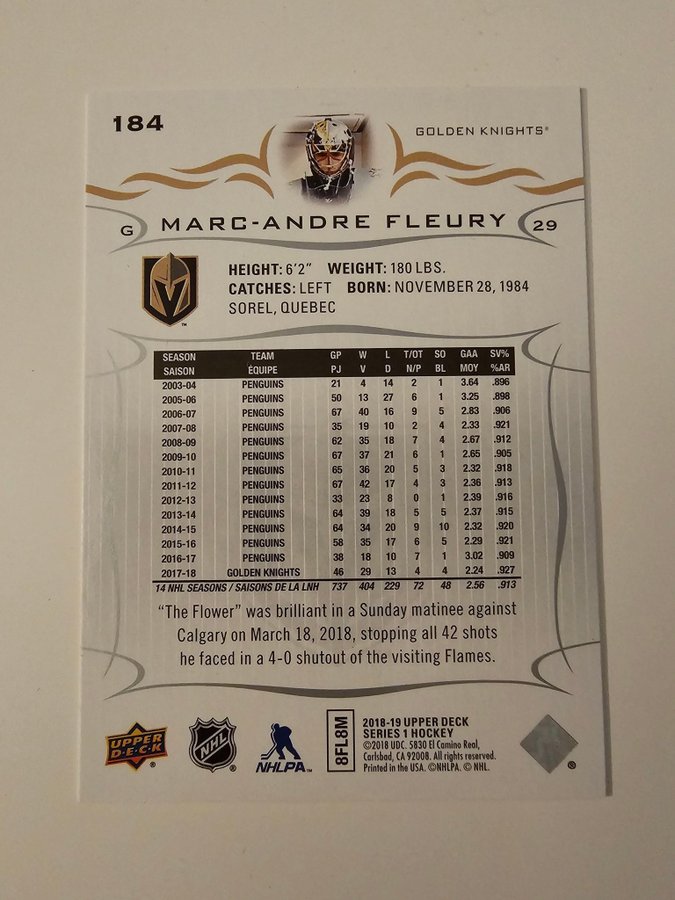 184
GOLDEN KNIGHTS®
G MARC-ANDRE FLEURY 29
HEIGHT: 6'2" WEIGHT: 180 LBS.
CATCHES: LEFT BORN: NOVEMBER 28, 1984
SOREL, QUEBEC
SEASON TEAM GP W L T/OT SO GAA SV%
SAISON ÉQUIPE PJ V D N/P BL MOY %AR
2003-04 PENGUINS 21 4 14 2 1 3.64 .896
2005-06 PENGUINS 50 13 27 6 1 3.25 .898
2006-07 PENGUINS 67 40 16 9 5 2.83 .906
2007-08 PENGUINS 35 19 10 2 4 2.33 .921
2008-09 PENGUINS 62 35 18 7 4 2.67 .912
2009-10 PENGUINS 67 37 21 6 1 2.65 .905
2010-11 PENGUINS 65 36 20 5 3 2.32 .918
2011-12 PENGUINS 67 42 17 4 3 2.36 .913
2012-13 PENGUINS 33 23 8 0 1 2.39 .916
2013-14 PENGUINS 64 39 18 5 5 2.37 .915
2014-15 PENGUINS 64 34 20 9 10 2.32 .920
2015-16 PENGUINS 58 35 17 6 5 2.29 .921
2016-17 PENGUINS 38 18 10 7 1 3.02 .909
2017-18 GOLDEN KNIGHTS 46 29 13 4 4 2.24 .927
14 NHL SEASONS / SAISONS DE LA LNH 737 404 229 72 48 2.56 .913
"The Flower" was brilliant in a Sunday matinee against
Calgary on March 18, 2018, stopping all 42 shots
he faced in a 4-0 shutout of the visiting Flames.
UPPER DECK®
NHL®
NHLPA™
8FL8M
2018-19 UPPER DECK
SERIES 1 HOCKEY
©2018 UDC. 5830 El Camino Real,
Carlsbad, CA 92008. All rights reserved.
Printed in the USA. ©NHLPA. © NHL.